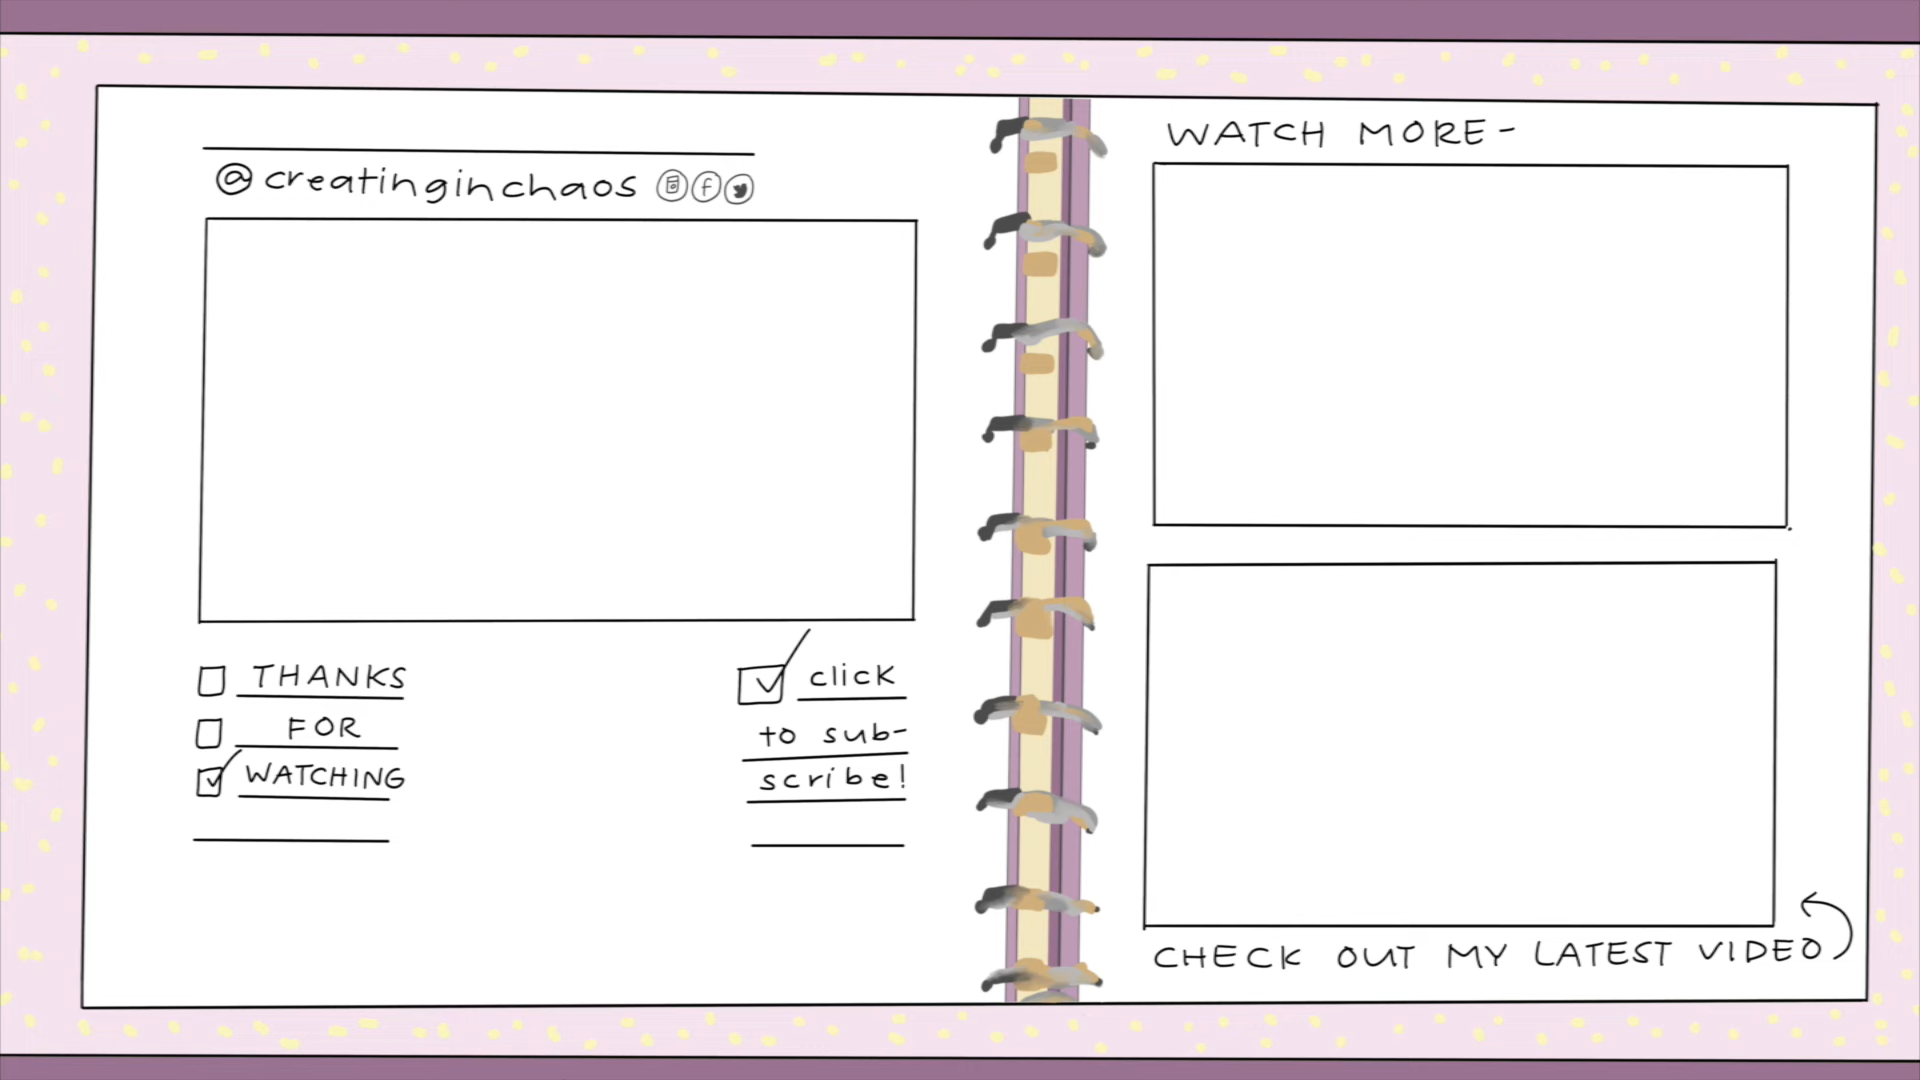 @creatinginchaos
THANKS
FOR
WATCHING
click
to sub-
scribe!
WATCH MORE-
CHECK OUT MY LATEST VIDEO